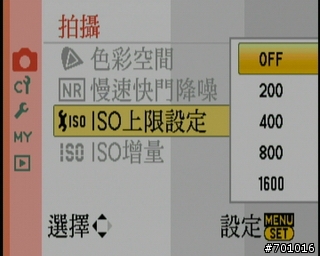 拍攝
色彩空間
NR 慢速快門降噪
ISO ISO上限設定
ISO ISO增量
C
MY
OFF
200
400
800
1600
選擇
設定 MENU SET
#701016